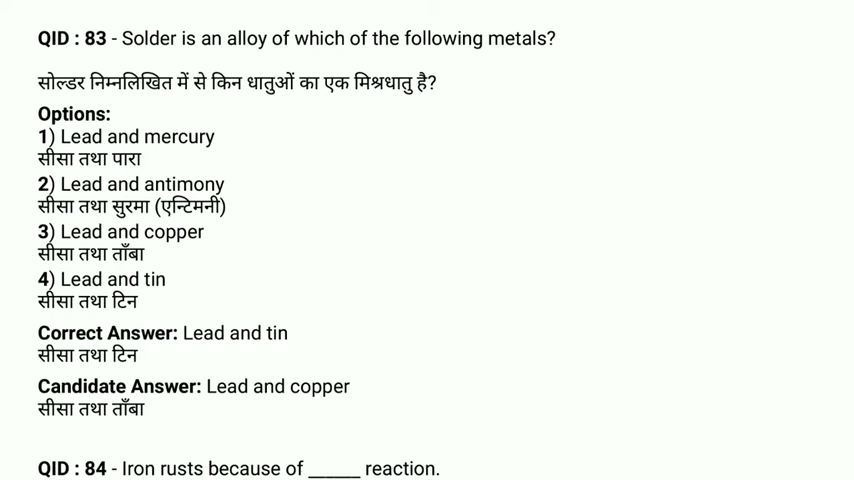 QID : 83 - Solder is an alloy of which of the following metals?
सोल्डर निम्नलिखित में से किन धातुओं का एक मिश्रधातु है?
Options:
1) Lead and mercury
सीसा तथा पारा
2) Lead and antimony
सीसा तथा सुरमा (एन्टिमनी)
3) Lead and copper
सीसा तथा ताँबा
4) Lead and tin
सीसा तथा टिन
Correct Answer: Lead and tin
सीसा तथा टिन
Candidate Answer: Lead and copper
सीसा तथा ताँबा
QID : 84 - Iron rusts because of ______ reaction.